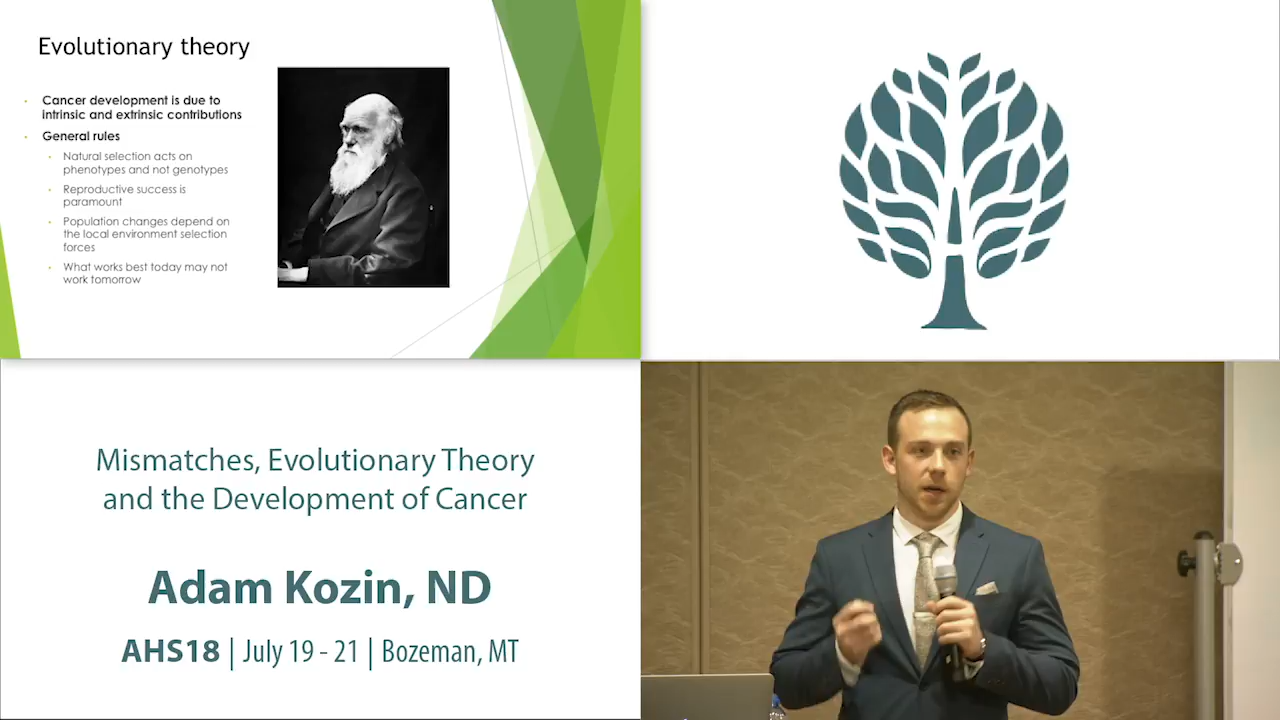 Evolutionary theory
Cancer development is due to
intrinsic and extrinsic contributions
General rules
Natural selection acts on
phenotypes and not genotypes
Reproductive success is
paramount
Population changes depend on
the local environment selection
forces
What works best today may not
work tomorrow
Mismatches, Evolutionary Theory
and the Development of Cancer
Adam Kozin, ND
AHS18 | July 19 - 21 | Bozeman, MT